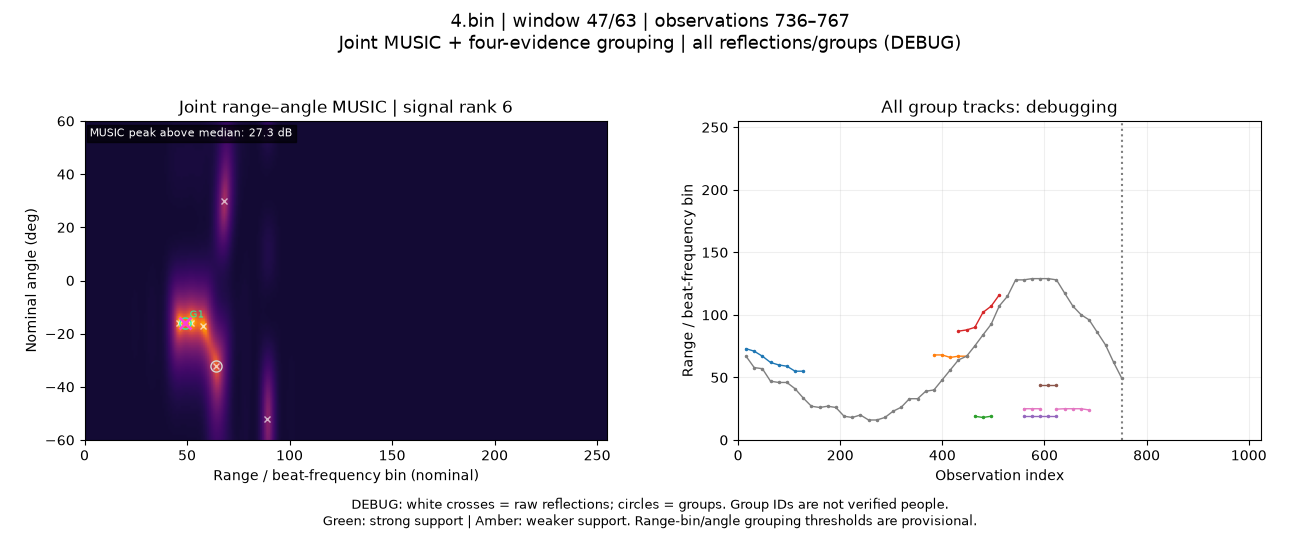 4.bin | window 47/63 | observations 736–767
Joint MUSIC + four-evidence grouping | all reflections/groups (DEBUG)
Joint range–angle MUSIC | signal rank 6
MUSIC peak above median: 27.3 dB
60
40
20
0
−20
−40
−60
Nominal angle (deg)
G1
0
50
100
150
200
250
Range / beat-frequency bin (nominal)
All group tracks: debugging
250
200
150
100
50
0
Range / beat-frequency bin
0
200
400
600
800
1000
Observation index
DEBUG: white crosses = raw reflections; circles = groups. Group IDs are not verified people.
Green: strong support | Amber: weaker support. Range-bin/angle grouping thresholds are provisional.